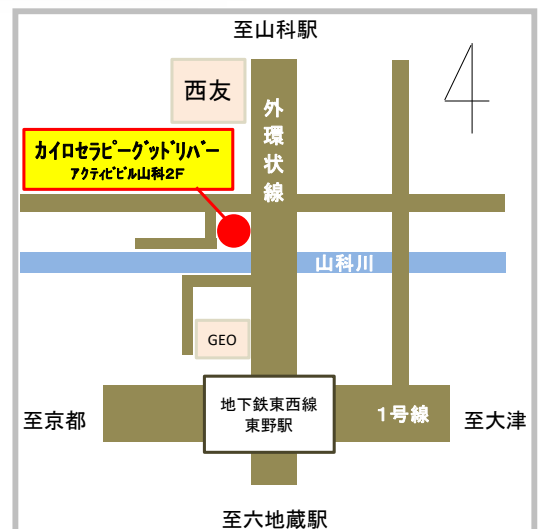 至山科駅
西友
外環状線
カイロセラピーグッドリバー
アクティビル山科2F
山科川
GEO
地下鉄東西線
東野駅
至京都
1号線
至大津
至六地蔵駅